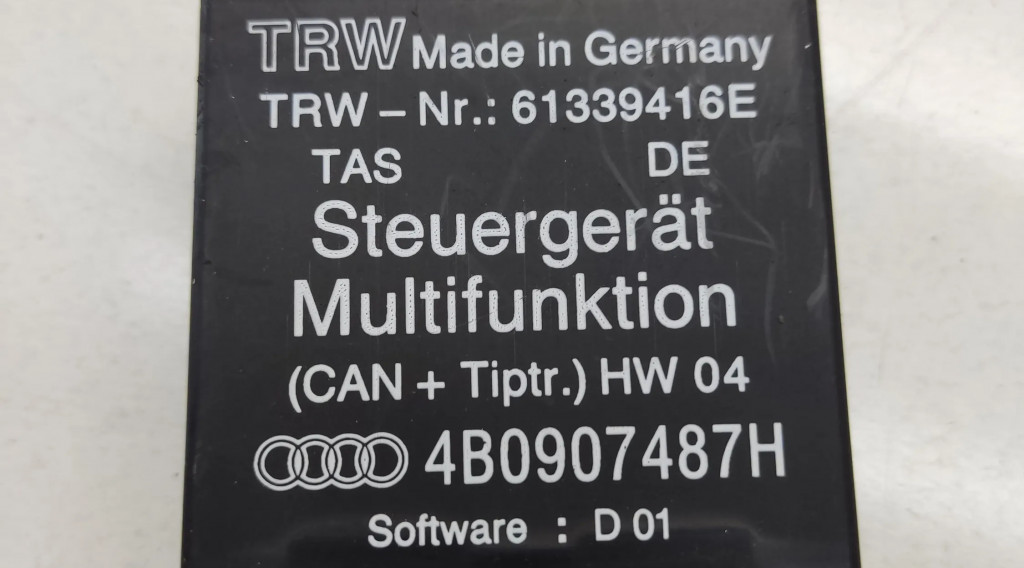 TRW Made in Germany
TRW – Nr.: 61339416E
TAS DE
Steuergerät
Multifunktion
(CAN + Tiptr.) HW 04
4B0907487H
Software : D 01